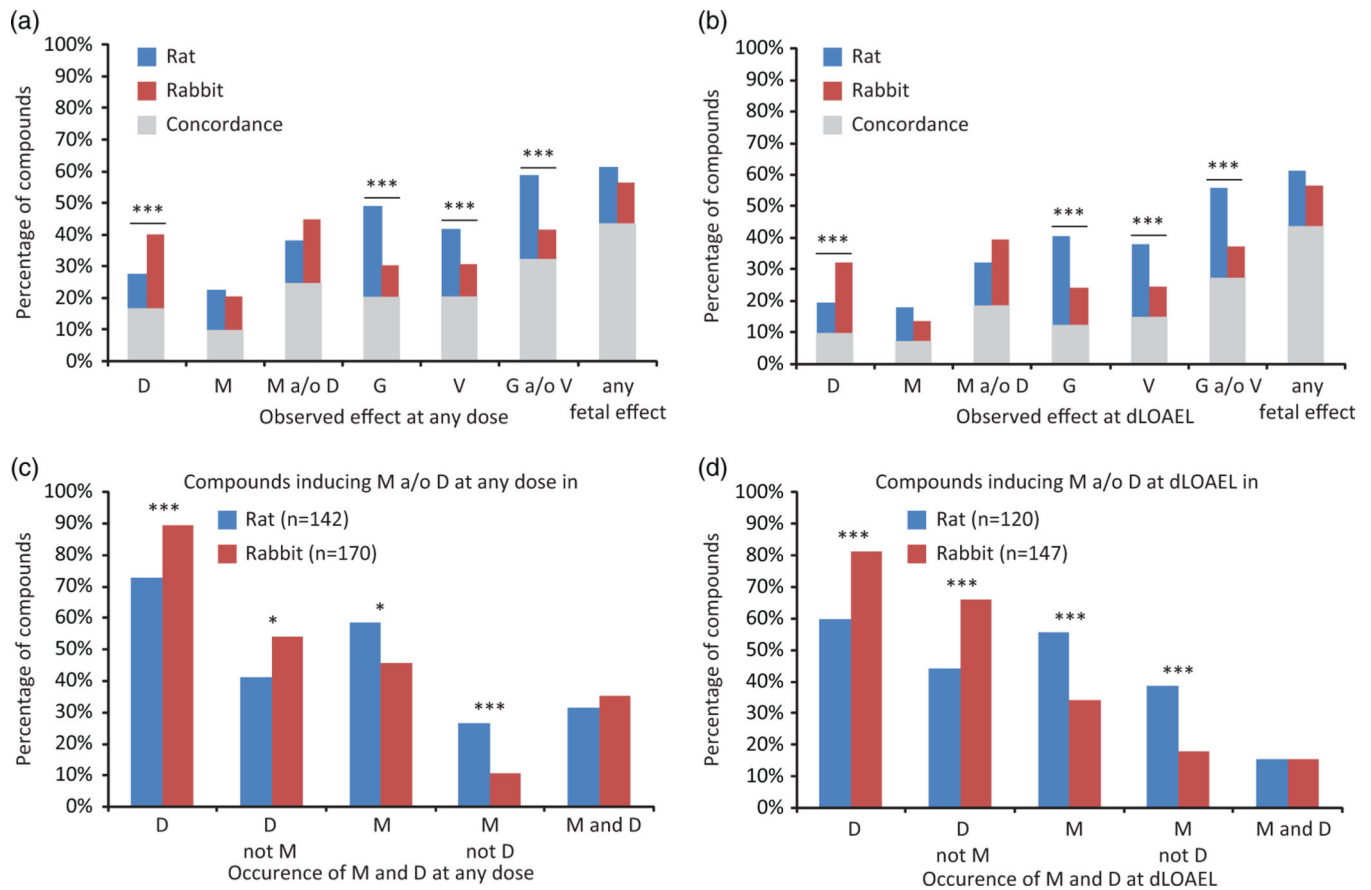 (a)
100%
90%
80%
70%
60%
50%
40%
30%
20%
10%
0%
Percentage of compounds
Rat
Rabbit
Concordance
***
***
***
***
D M M a/o D G V G a/o V any
fetal effect
Observed effect at any dose
(b)
100%
90%
80%
70%
60%
50%
40%
30%
20%
10%
0%
Percentage of compounds
Rat
Rabbit
Concordance
***
***
***
***
D M M a/o D G V G a/o V any
fetal effect
Observed effect at dLOAEL
(c)
Compounds inducing M a/o D at any dose in
100%
90%
80%
70%
60%
50%
40%
30%
20%
10%
0%
Percentage of compounds
Rat (n=142)
Rabbit (n=170)
***
*
*
***
D D M M M and D
not M not D
Occurence of M and D at any dose
(d)
Compounds inducing M a/o D at dLOAEL in
100%
90%
80%
70%
60%
50%
40%
30%
20%
10%
0%
Percentage of compounds
Rat (n=120)
Rabbit (n=147)
***
***
***
***
D D M M M and D
not M not D
Occurence of M and D at dLOAEL